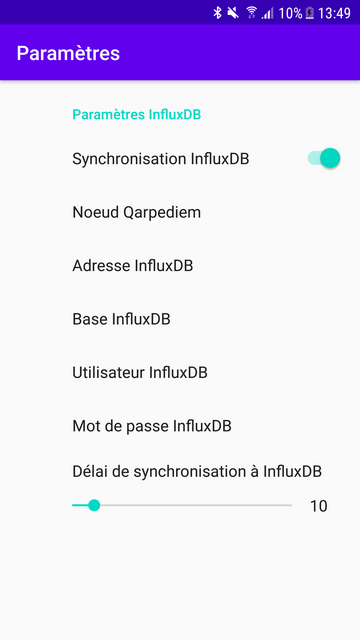 10% 13:49
Paramètres
Paramètres InfluxDB
Synchronisation InfluxDB
Noeud Qarpediem
Adresse InfluxDB
Base InfluxDB
Utilisateur InfluxDB
Mot de passe InfluxDB
Délai de synchronisation à InfluxDB
10